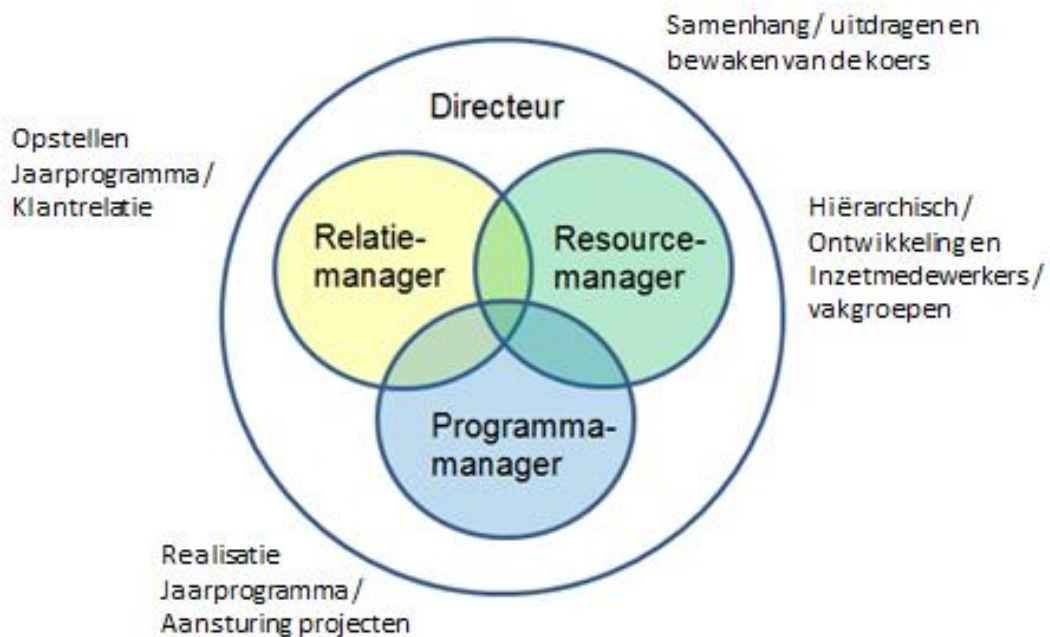 Samenhang/ uitdragen en
bewaken van de koers
Directeur
Opstellen
Jaarprogramma/
Klantrelatie
Relatie-
manager
Resource-
manager
Hiërarchisch/
Ontwikkeling en
Inzet medewerkers/
vakgroepen
Programma-
manager
Realisatie
Jaarprogramma/
Aansturing projecten